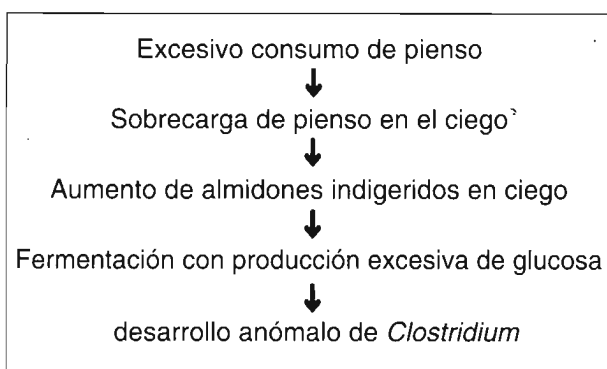 Excesivo consumo de pienso
Sobrecarga de pienso en el ciego
Aumento de almidones indigeridos en ciego
Fermentación con producción excesiva de glucosa
desarrollo anómalo de Clostridium